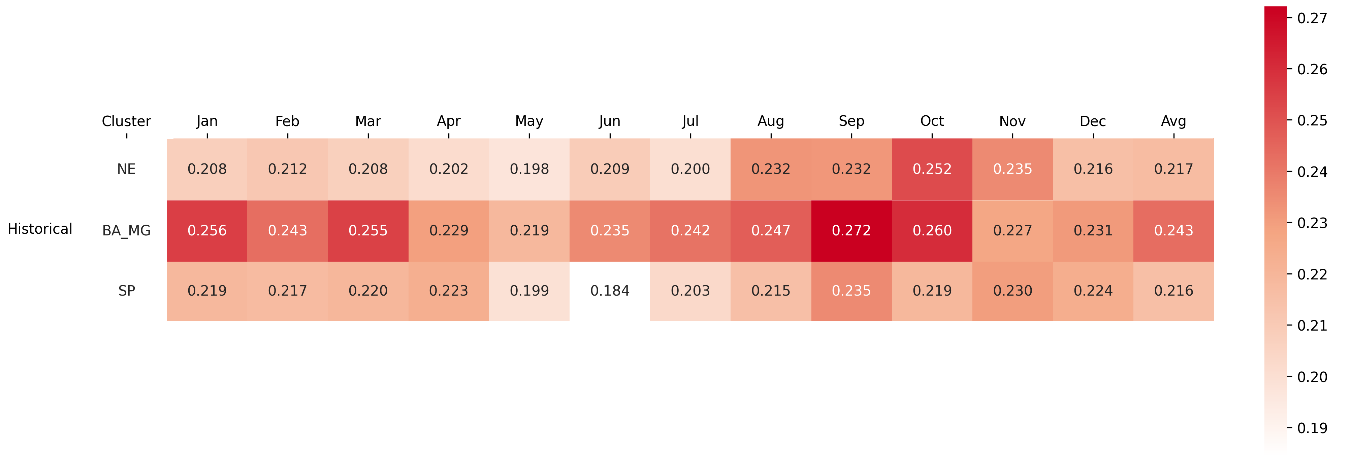 Cluster Jan Feb Mar Apr May Jun Jul Aug Sep Oct Nov Dec Avg
NE 0.208 0.212 0.208 0.202 0.198 0.209 0.200 0.232 0.232 0.252 0.235 0.216 0.217
Historical BA_MG 0.256 0.243 0.255 0.229 0.219 0.235 0.242 0.247 0.272 0.260 0.227 0.231 0.243
SP 0.219 0.217 0.220 0.223 0.199 0.184 0.203 0.215 0.235 0.219 0.230 0.224 0.216
0.27
0.26
0.25
0.24
0.23
0.22
0.21
0.20
0.19